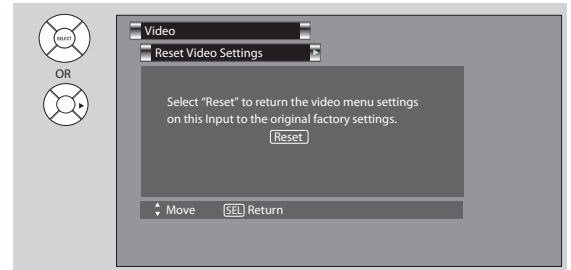 SELECT
OR
Video
Reset Video Settings
Select “Reset” to return the video menu settings
on this Input to the original factory settings.
Reset
Move SEL Return